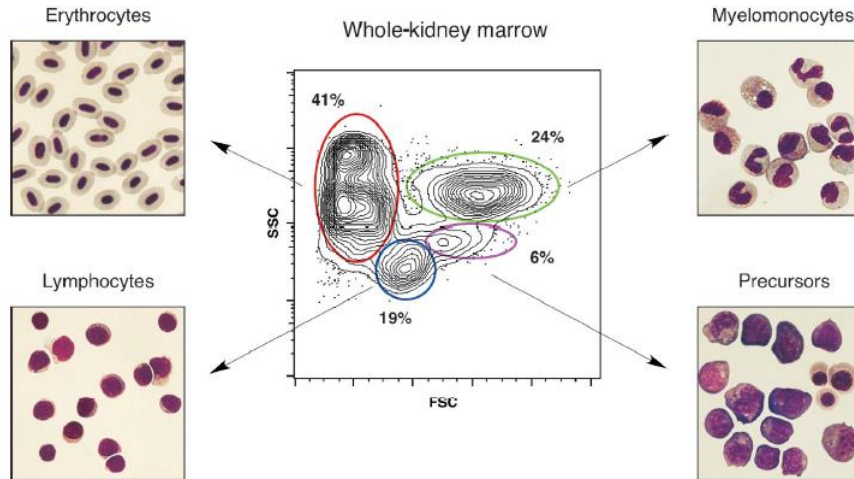 Erythrocytes
Whole-kidney marrow
Myelomonocytes
41%
24%
SSC
Lymphocytes
6%
Precursors
19%
FSC